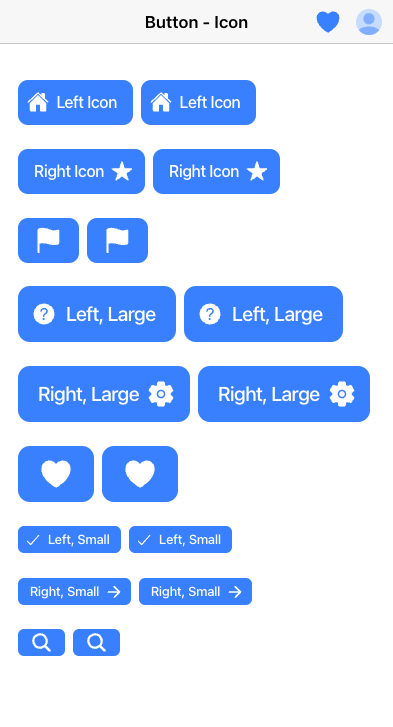 Button - Icon
Left Icon Left Icon
Right Icon Right Icon
? Left, Large ? Left, Large
Right, Large Right, Large
Left, Small Left, Small
Right, Small Right, Small